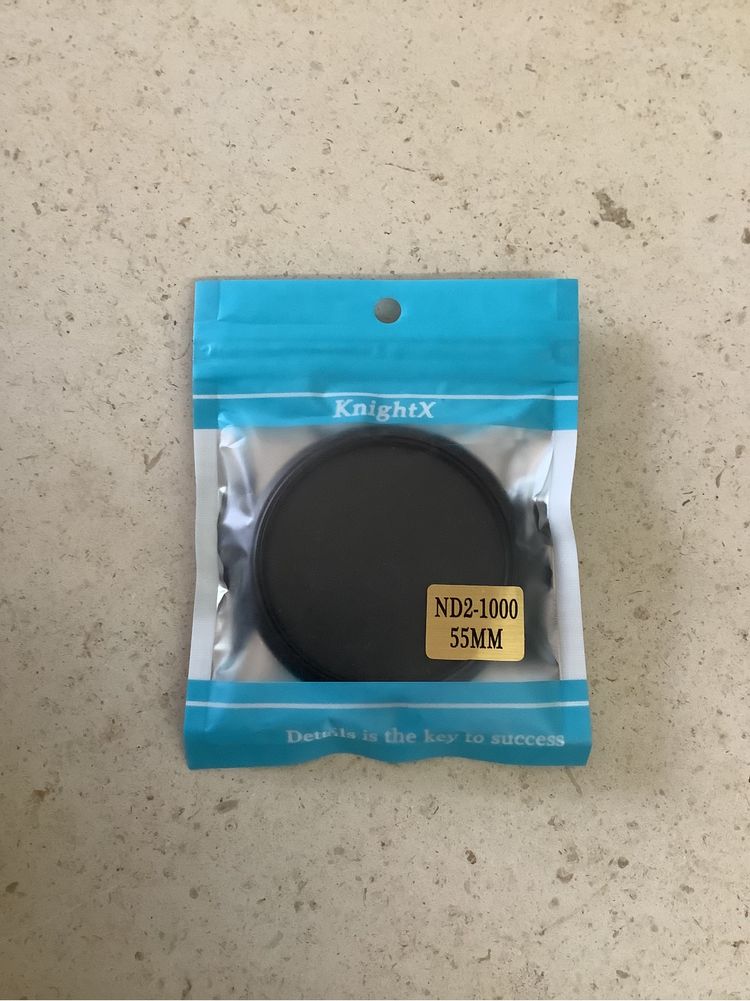 KnightX
ND2-1000
55MM
Details is the key to success